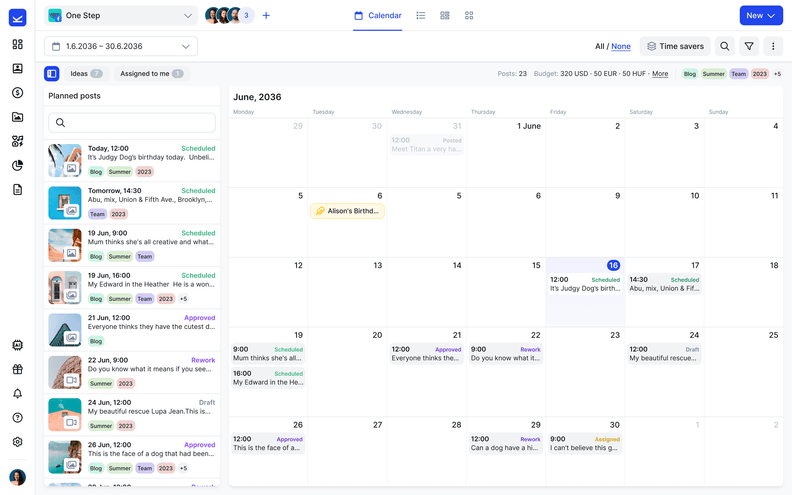 One Step
3
Calendar
New
1.6.2036 – 30.6.2036
All / None
Time savers
Ideas 7
Assigned to me 1
Posts: 23 Budget: 320 USD · 50 EUR · 50 HUF · More
Blog Summer Team 2023 +5
Planned posts
Today, 12:00 Scheduled
It's Judgy Dog's birthday today. Unbeli...
Blog Summer 2023
Tomorrow, 14:30 Scheduled
Abu, mix, Union & Fifth Ave., Brooklyn,...
Team 2023
19 Jun, 9:00 Scheduled
Mum thinks she's all creative and what...
Blog Summer Team
19 Jun, 16:00 Scheduled
My Edward in the Heather He is a won...
Blog Summer Team 2023 +5
21 Jun, 12:00 Approved
Everyone thinks they have the cutest d...
Blog
22 Jun, 9:00 Rework
Do you know what it means if you see...
Summer 2023
24 Jun, 12:00 Draft
My beautiful rescue Lupa Jean.This is...
Summer 2023
26 Jun, 12:00 Approved
This is the face of a dog that had been...
Blog Summer Team 2023 +5
June, 2036
Monday Tuesday Wednesday Thursday Friday Saturday Sunday
29 30 31 1 June 2 3 4
12:00 Posted
Meet Titan a very ha...
5 6 5 6 9 10 11
Alison's Birthd...
12 13 14 15 16 17 18
12:00 Scheduled
It's Judgy Dog's birth...
14:30 Scheduled
Abu, mix, Union & Fif...
19 20 21 22 23 24 25
9:00 Scheduled
Mum thinks she's all...
16:00 Scheduled
My Edward in the He...
12:00 Approved
Everyone thinks the...
9:00 Rework
Do you know what it...
12:00 Draft
My beautiful rescue...
26 27 28 29 30 1 2
12:00 Approved
This is the face of a...
12:00 Rework
Can a dog have a hi...
9:00 Assigned
I can't believe this g...